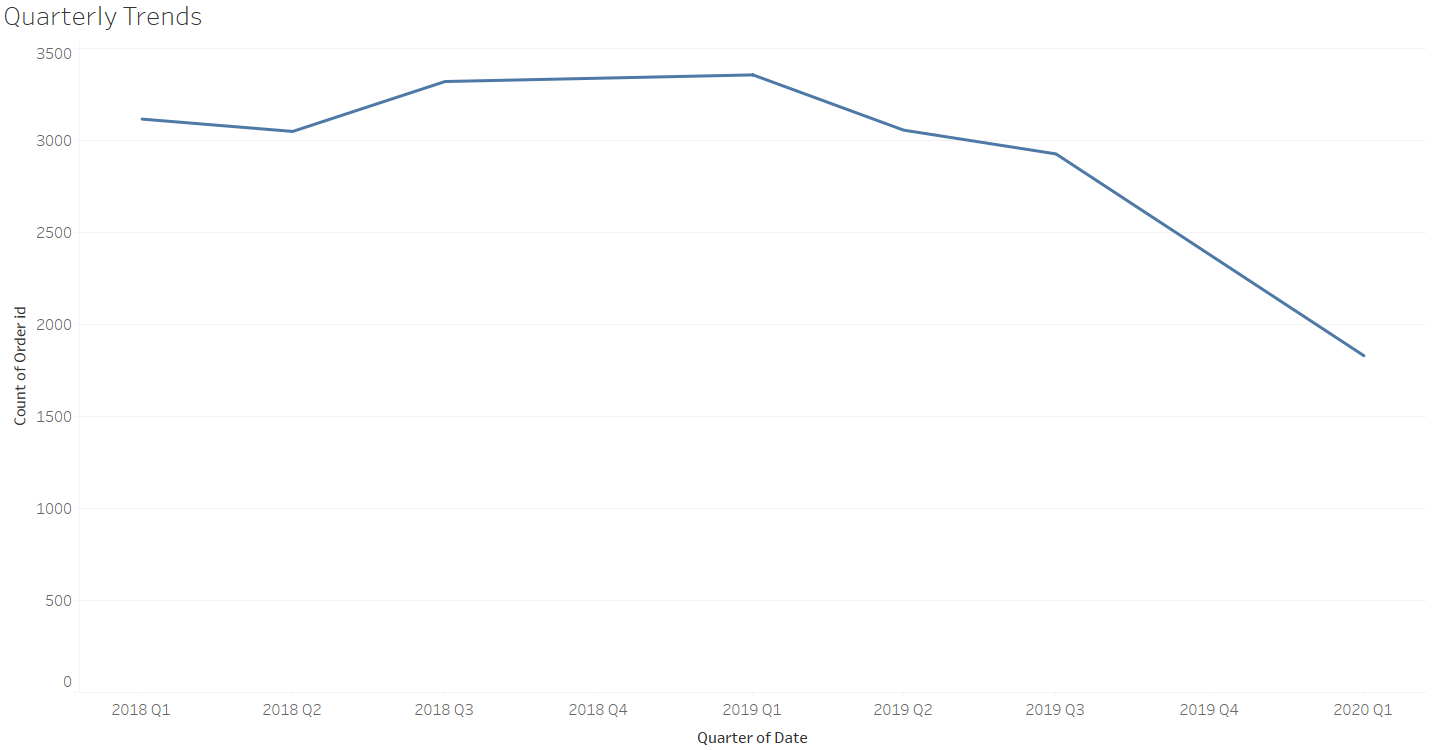 Quarterly Trends
3500
3000
2500
2000
1500
1000
500
0
Count of Order id
2018 Q1 2018 Q2 2018 Q3 2018 Q4 2019 Q1 2019 Q2 2019 Q3 2019 Q4 2020 Q1
Quarter of Date